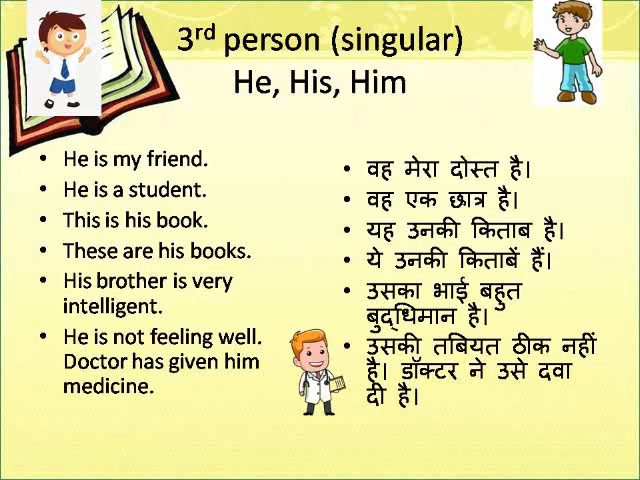 3rd person (singular)
He, His, Him
• He is my friend.
• He is a student.
• This is his book.
• These are his books.
• His brother is very
intelligent.
• He is not feeling well.
Doctor has given him
medicine.
• वह मेरा दोस्त है।
• वह एक छात्र है।
• यह उनकी किताब है।
• ये उनकी किताबें हैं।
• उसका भाई बहुत
बुद्धिमान है।
• उसकी तबियत ठीक नहीं
है। डॉक्टर ने उसे दवा
दी है।